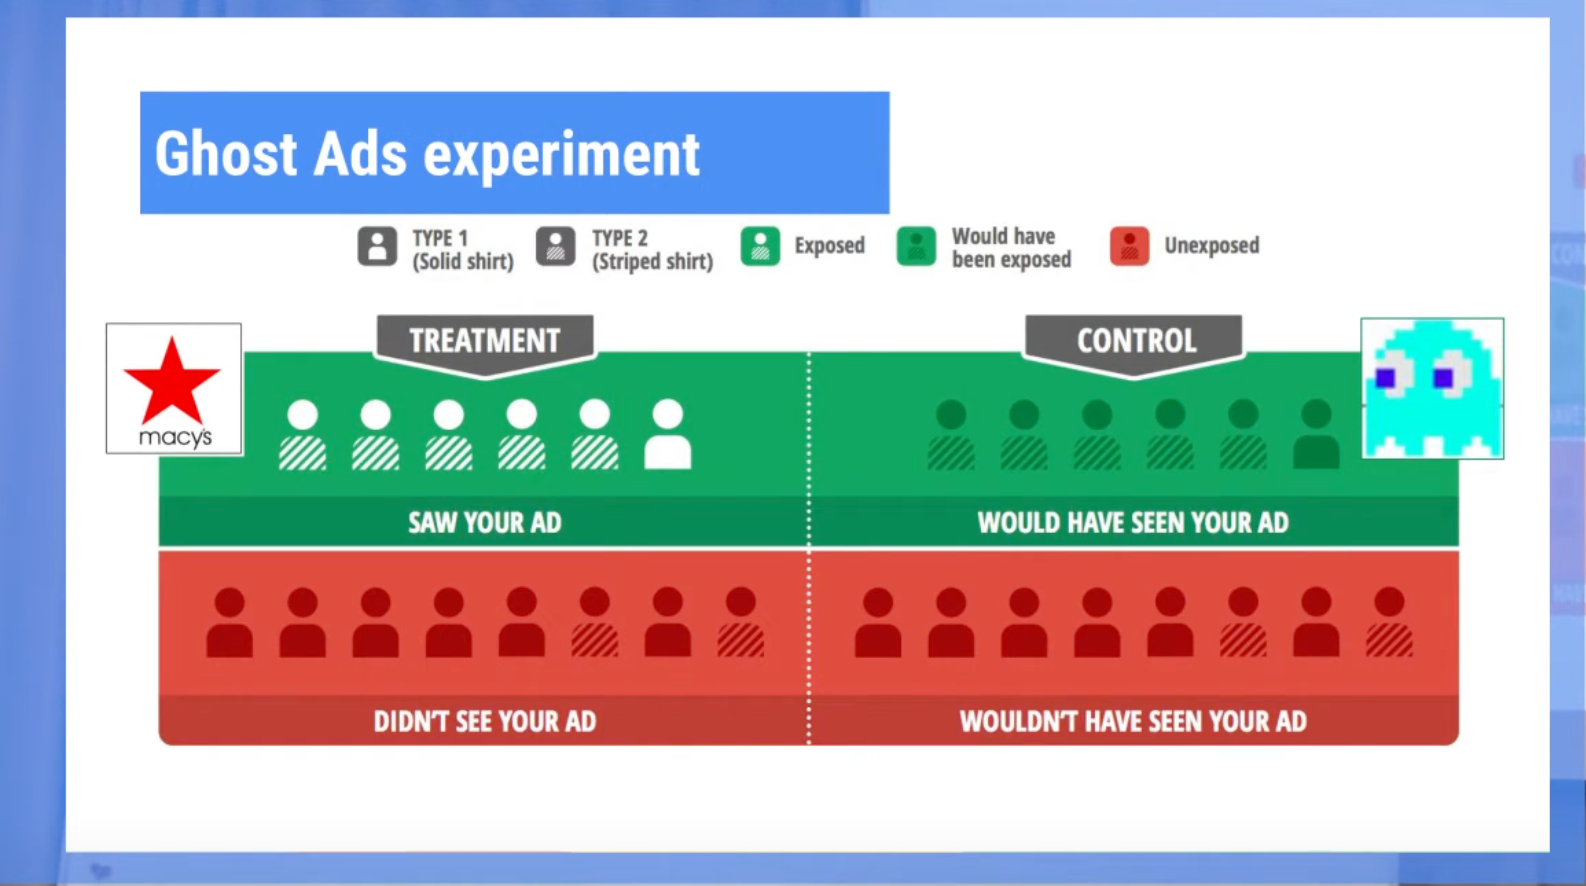 Ghost Ads experiment
TYPE 1
(Solid shirt)
TYPE 2
(Striped shirt)
Exposed
Would have
been exposed
Unexposed
TREATMENT
CONTROL
macy's
SAW YOUR AD
WOULD HAVE SEEN YOUR AD
DIDN'T SEE YOUR AD
WOULDN'T HAVE SEEN YOUR AD